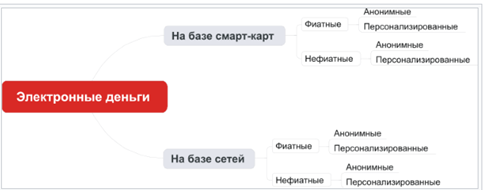 Анонимные
Фиатные
Персонализированные
На базе смарт-карт
Анонимные
Нефиатные
Персонализированные
Электронные деньги
Анонимные
Фиатные
Персонализированные
На базе сетей
Анонимные
Нефиатные
Персонализированные